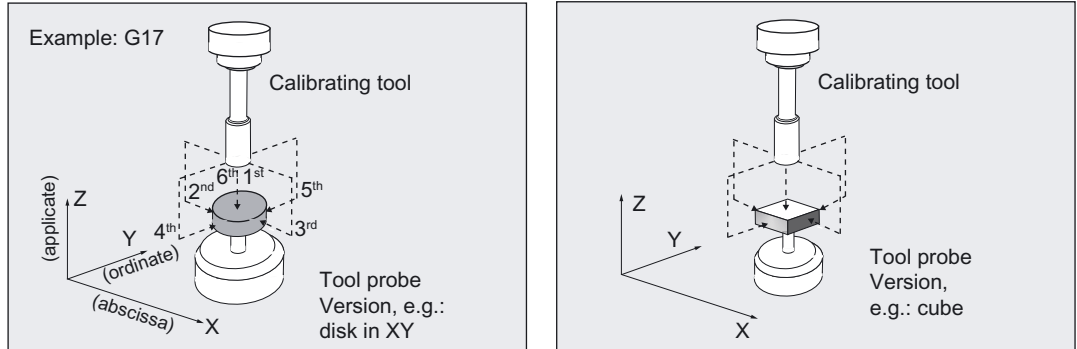 Example: G17
Calibrating tool
6th 1st
2nd
5th
4th
3rd
Z
(applicate)
Y
(ordinate)
(abscissa)
X
Tool probe
Version, e.g.:
disk in XY
Calibrating tool
Z
Y
X
Tool probe
Version,
e.g.: cube